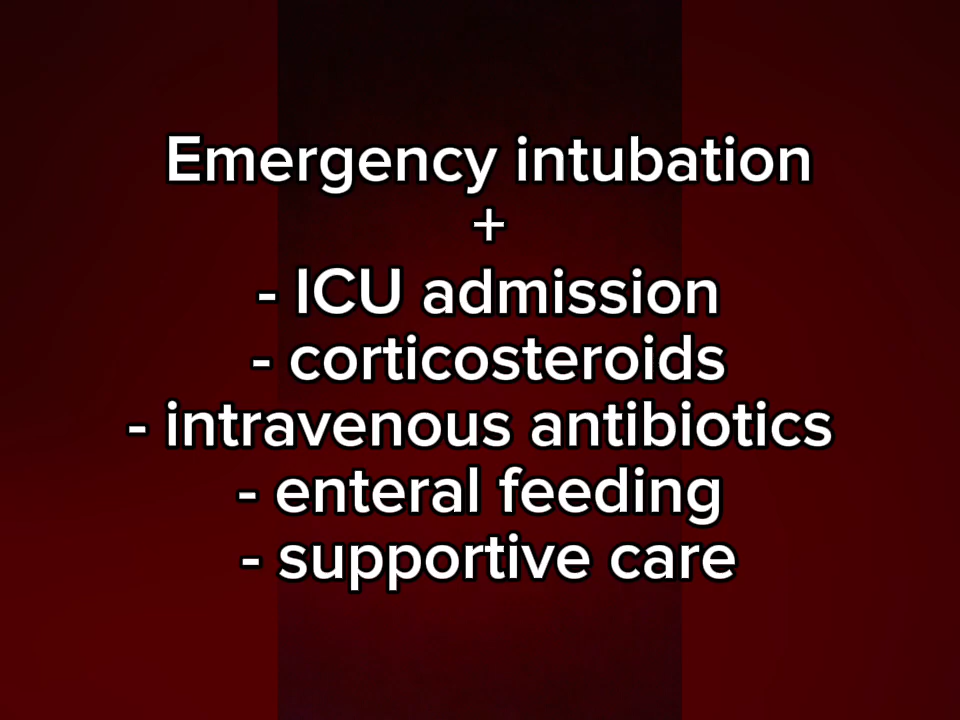 Emergency intubation
+
- ICU admission
- corticosteroids
- intravenous antibiotics
- enteral feeding
- supportive care